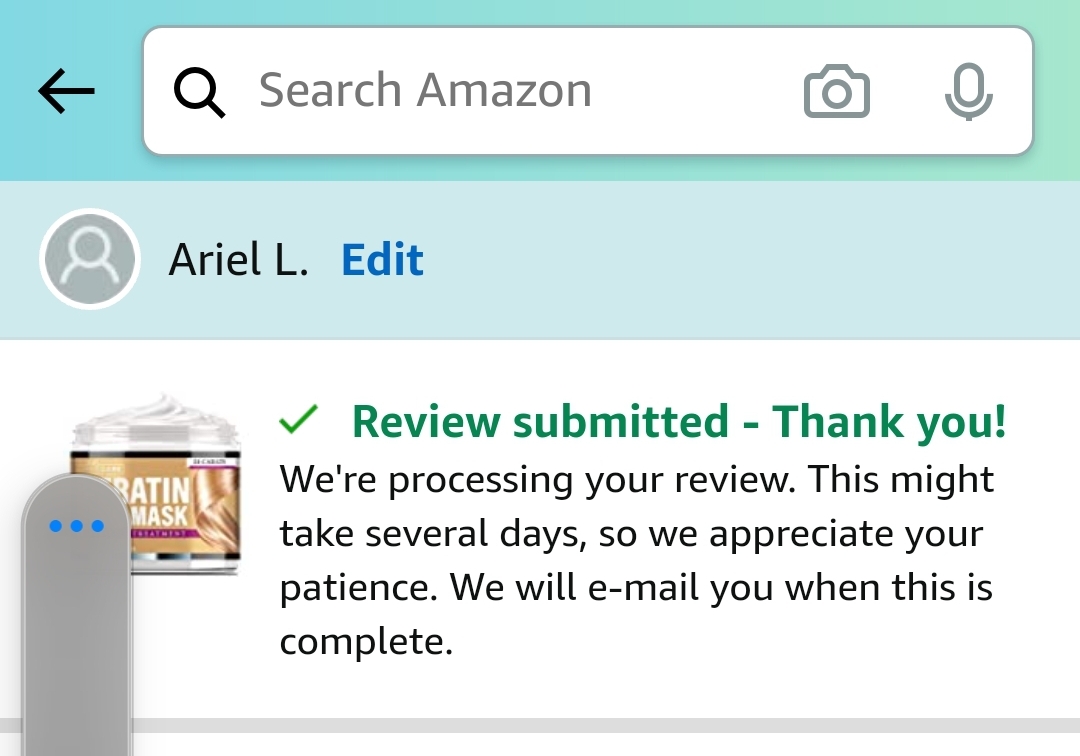 Search Amazon
Ariel L. Edit
Review submitted - Thank you!
We're processing your review. This might
take several days, so we appreciate your
patience. We will e-mail you when this is
complete.
RATIN
MASK
TREATMENT